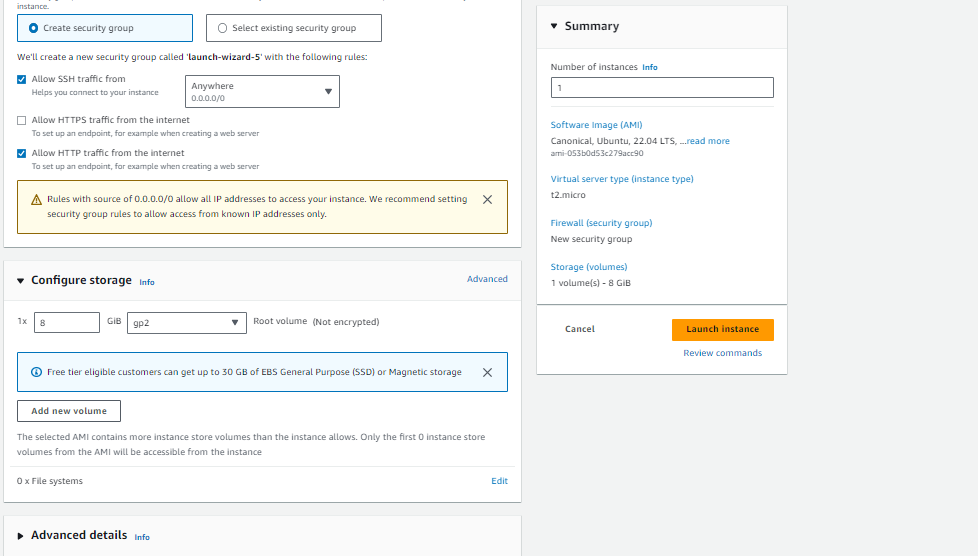 instance.
Create security group
Select existing security group
We'll create a new security group called 'launch-wizard-5' with the following rules:
Allow SSH traffic from
Helps you connect to your instance
Anywhere
0.0.0.0/0
Allow HTTPS traffic from the internet
To set up an endpoint, for example when creating a web server
Allow HTTP traffic from the internet
To set up an endpoint, for example when creating a web server
Rules with source of 0.0.0.0/0 allow all IP addresses to access your instance. We recommend setting
security group rules to allow access from known IP addresses only.
Configure storage Info
Advanced
1x 8 GiB gp2 Root volume (Not encrypted)
Free tier eligible customers can get up to 30 GB of EBS General Purpose (SSD) or Magnetic storage
Add new volume
The selected AMI contains more instance store volumes than the instance allows. Only the first 0 instance store
volumes from the AMI will be accessible from the instance
0 x File systems
Edit
Advanced details Info
Summary
Number of instances Info
1
Software Image (AMI)
Canonical, Ubuntu, 22.04 LTS, ...read more
ami-053b0d53c279acc90
Virtual server type (instance type)
t2.micro
Firewall (security group)
New security group
Storage (volumes)
1 volume(s) - 8 GiB
Cancel
Launch instance
Review commands